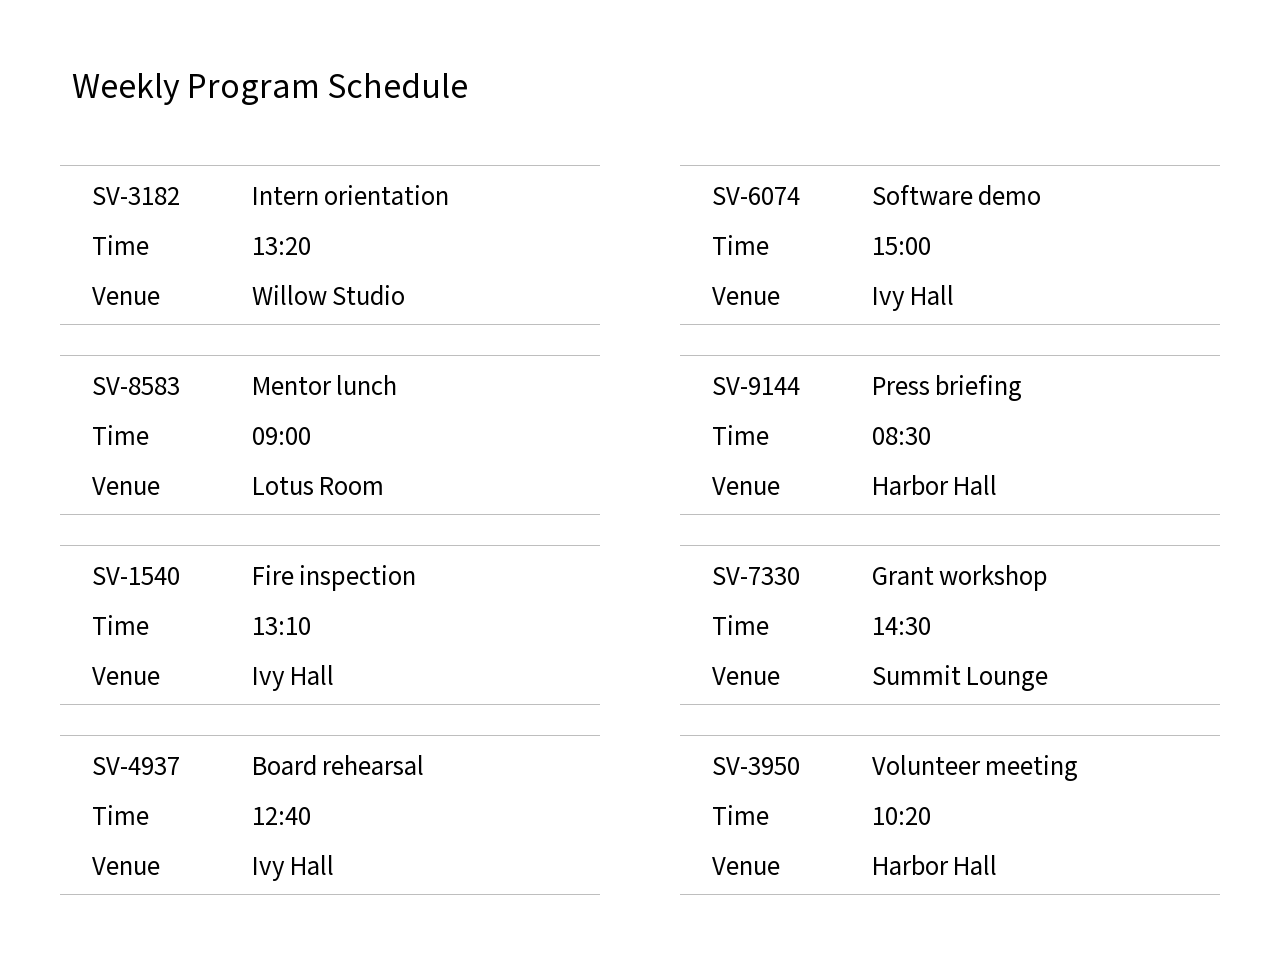 Weekly Program Schedule
SV-3182 Intern orientation
Time 13:20
Venue Willow Studio
SV-8583 Mentor lunch
Time 09:00
Venue Lotus Room
SV-1540 Fire inspection
Time 13:10
Venue Ivy Hall
SV-4937 Board rehearsal
Time 12:40
Venue Ivy Hall
SV-6074 Software demo
Time 15:00
Venue Ivy Hall
SV-9144 Press briefing
Time 08:30
Venue Harbor Hall
SV-7330 Grant workshop
Time 14:30
Venue Summit Lounge
SV-3950 Volunteer meeting
Time 10:20
Venue Harbor Hall